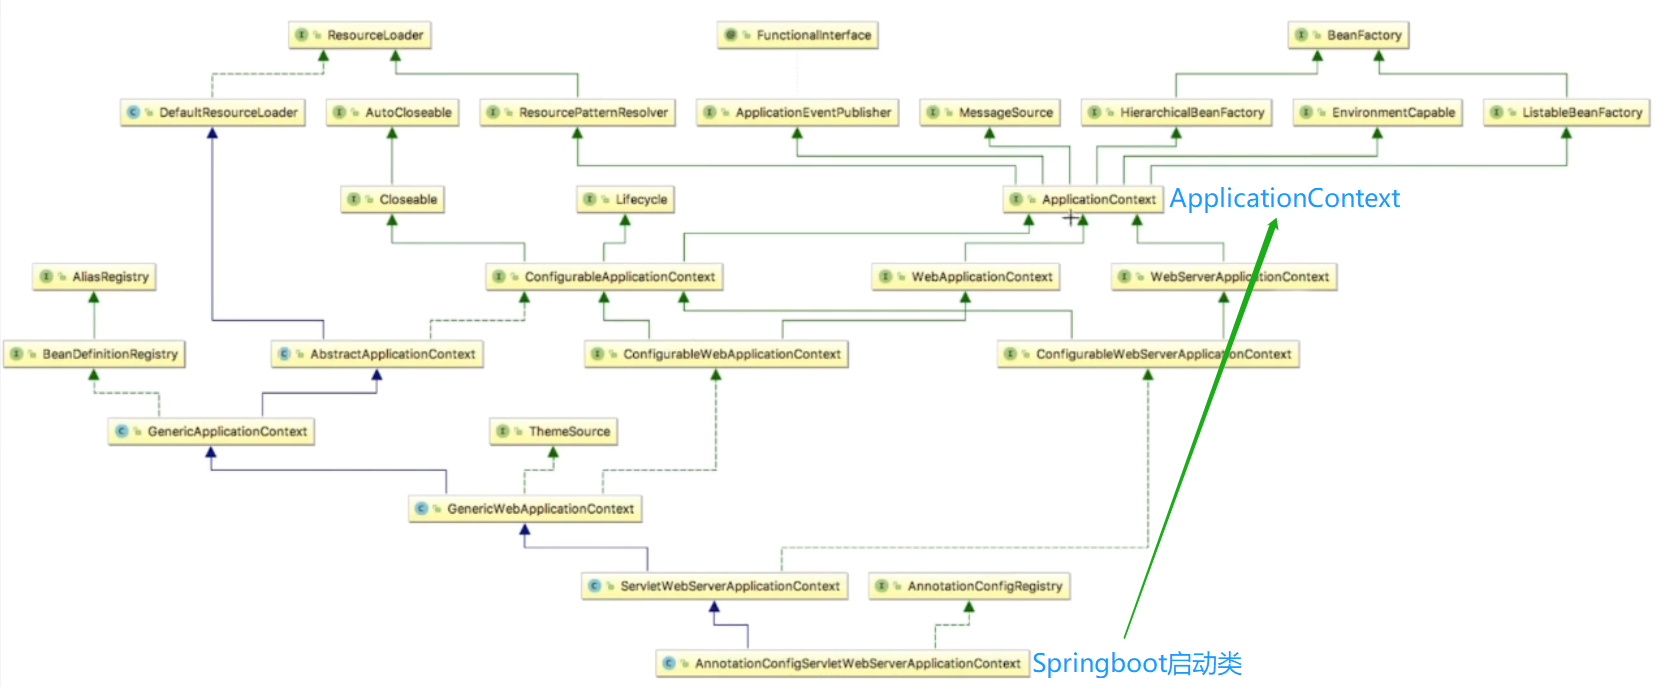 ResourceLoader
FunctionalInterface
BeanFactory
DefaultResourceLoader
AutoCloseable
ResourcePatternResolver
ApplicationEventPublisher
MessageSource
HierarchicalBeanFactory
EnvironmentCapable
ListableBeanFactory
Closeable
Lifecycle
ApplicationContext
ApplicationContext
AliasRegistry
ConfigurableApplicationContext
WebApplicationContext
WebServerApplicationContext
BeanDefinitionRegistry
AbstractApplicationContext
ConfigurableWebApplicationContext
ConfigurableWebServerApplicationContext
GenericApplicationContext
ThemeSource
GenericWebApplicationContext
ServletWebServerApplicationContext
AnnotationConfigRegistry
AnnotationConfigServletWebServerApplicationContext
Springboot启动类